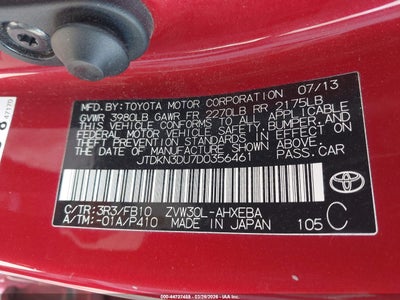 47170
MFD. BY: TOYOTA MOTOR CORPORATION 07/13
GVWR 3980LB GAWR FR 2270LB RR 2175LB
THIS VEHICLE CONFORMS TO ALL APPLICABLE
FEDERAL MOTOR VEHICLE SAFETY, BUMPER, AND
THEFT PREVENTION STANDARDS IN EFFECT ON
THE DATE OF MANUFACTURE SHOWN ABOVE.
JTDKN3DU7D0356461 PASS.CAR
C/TR:3R3/FB10 ZVW30L-AHXEBA
A/TM:-01A/P410 MADE IN JAPAN 105 C